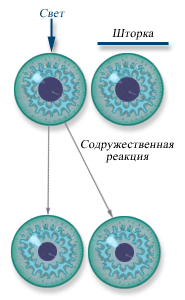 Свет
Шторка
Содружественная
реакция